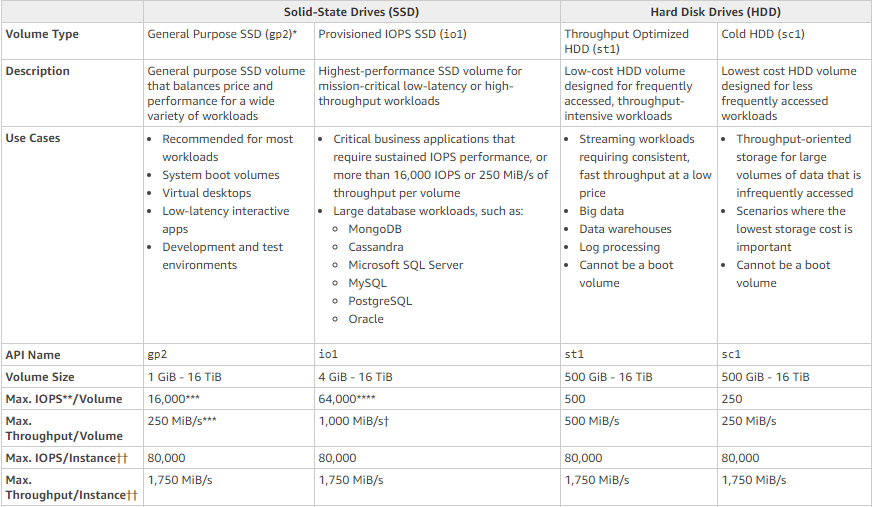 Solid-State Drives (SSD)
Hard Disk Drives (HDD)
Volume Type
General Purpose SSD (gp2)*
Provisioned IOPS SSD (io1)
Throughput Optimized
HDD (st1)
Cold HDD (sc1)
Description
General purpose SSD volume
that balances price and
performance for a wide
variety of workloads
Highest-performance SSD volume for
mission-critical low-latency or high-
throughput workloads
Low-cost HDD volume
designed for frequently
accessed, throughput-
intensive workloads
Lowest cost HDD volume
designed for less
frequently accessed
workloads
Use Cases
• Recommended for most
workloads
• System boot volumes
• Virtual desktops
• Low-latency interactive
apps
• Development and test
environments
• Critical business applications that
require sustained IOPS performance, or
more than 16,000 IOPS or 250 MiB/s of
throughput per volume
• Large database workloads, such as:
◦ MongoDB
◦ Cassandra
◦ Microsoft SQL Server
◦ MySQL
◦ PostgreSQL
◦ Oracle
• Streaming workloads
requiring consistent,
fast throughput at a low
price
• Big data
• Data warehouses
• Log processing
• Cannot be a boot
volume
• Throughput-oriented
storage for large
volumes of data that is
infrequently accessed
• Scenarios where the
lowest storage cost is
important
• Cannot be a boot
volume
API Name
gp2
io1
st1
sc1
Volume Size
1 GiB - 16 TiB
4 GiB - 16 TiB
500 GiB - 16 TiB
500 GiB - 16 TiB
Max. IOPS**/Volume
16,000***
64,000****
500
250
Max.
Throughput/Volume
250 MiB/s***
1,000 MiB/s†
500 MiB/s
250 MiB/s
Max. IOPS/Instance††
80,000
80,000
80,000
80,000
Max.
Throughput/Instance††
1,750 MiB/s
1,750 MiB/s
1,750 MiB/s
1,750 MiB/s